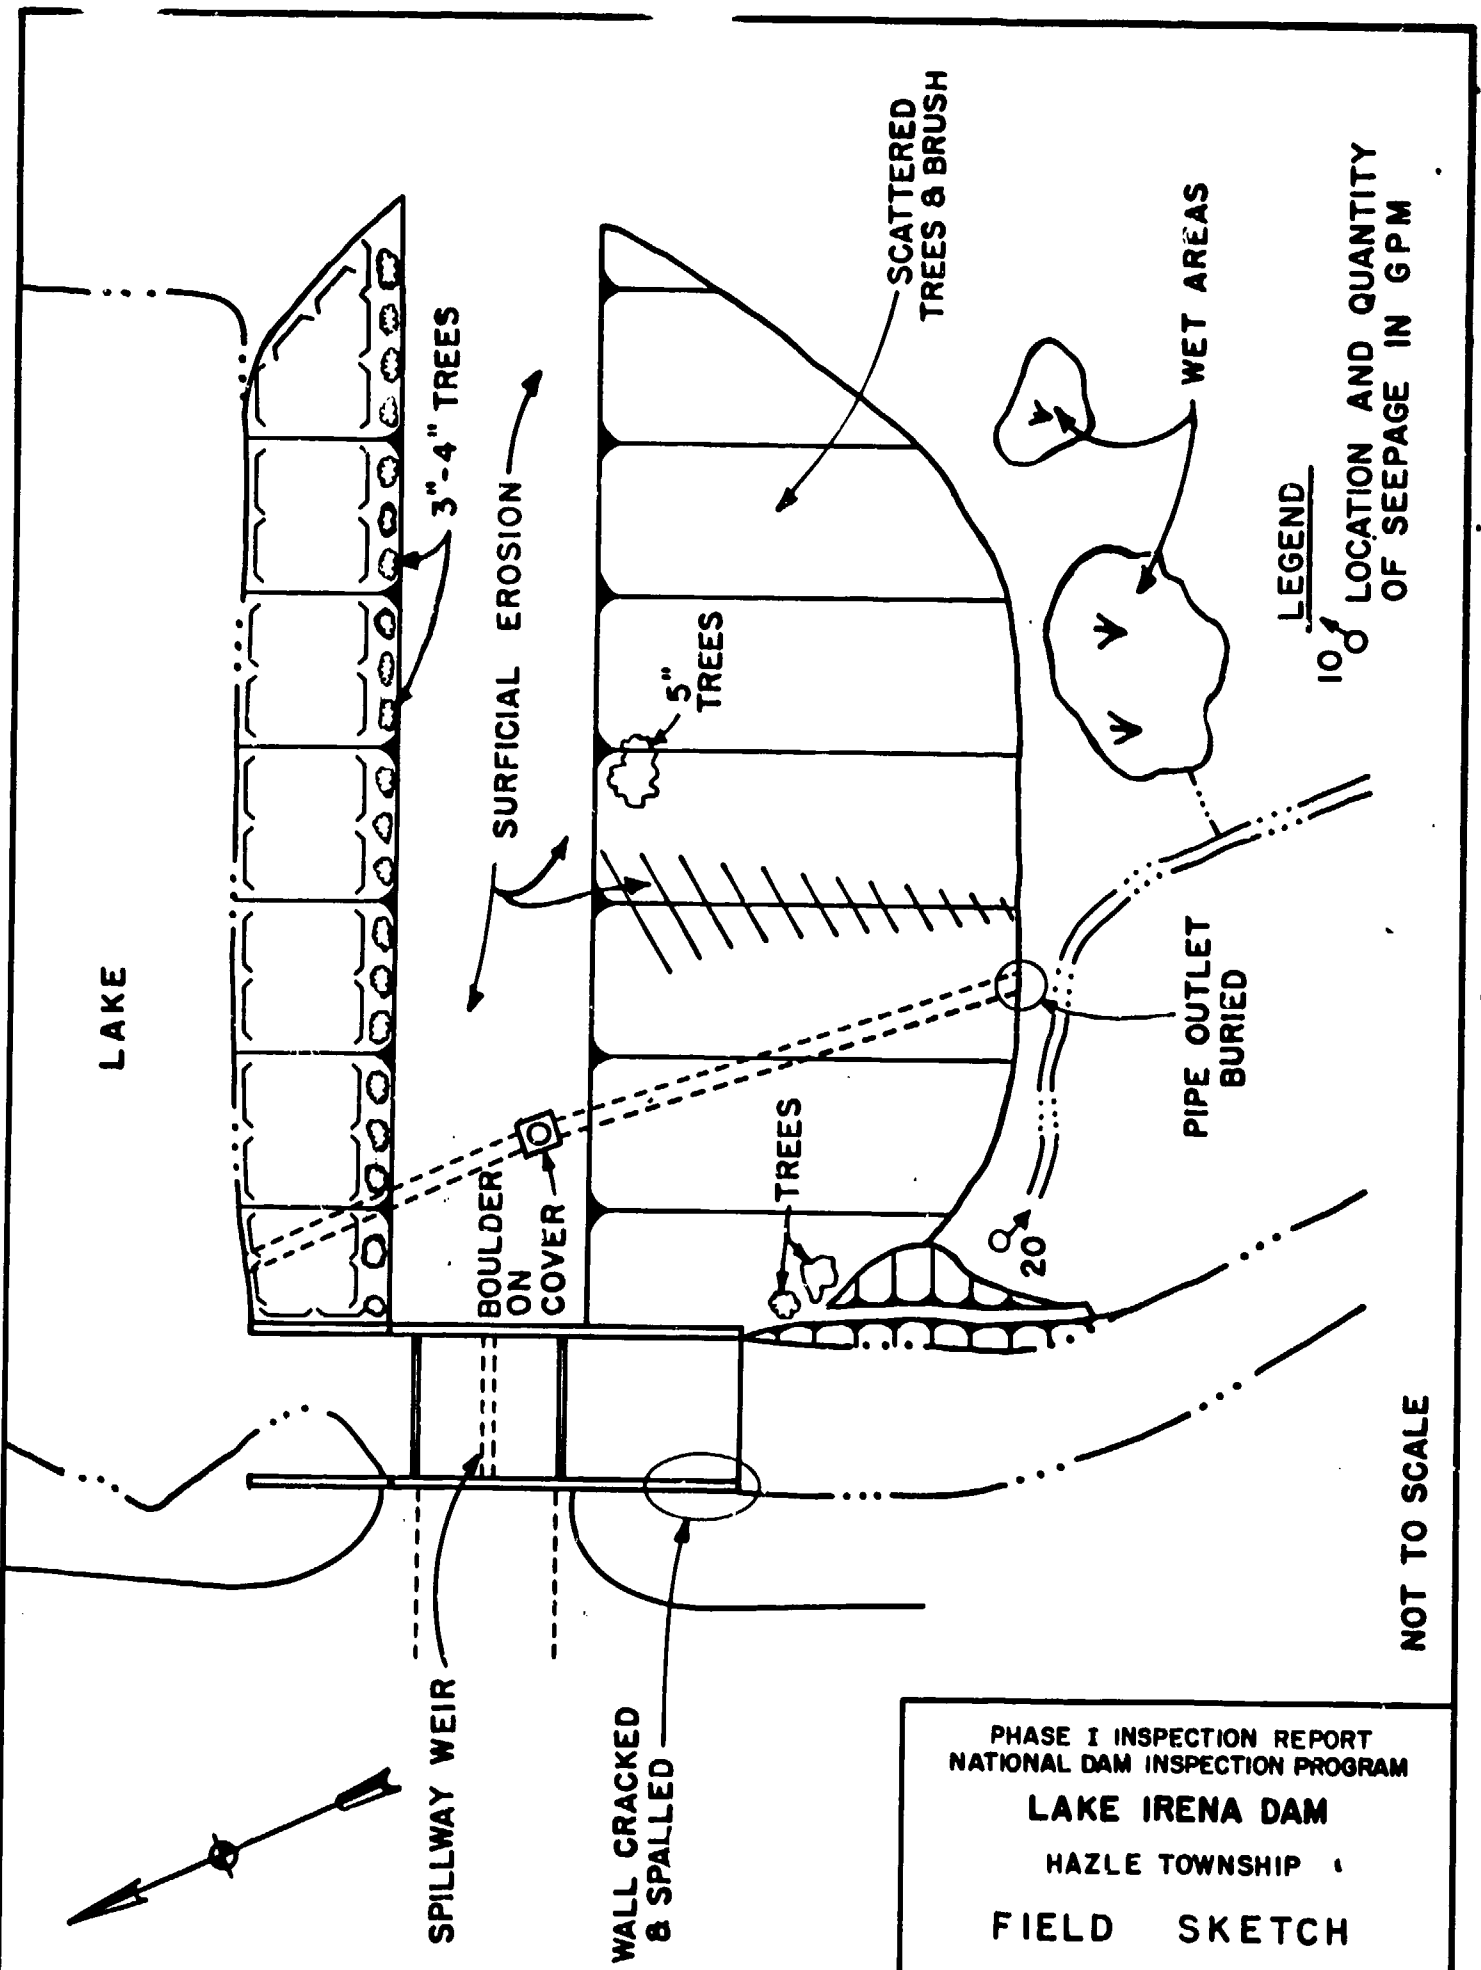 LAKE
3"-4" TREES
SURFICIAL EROSION
SCATTERED
TREES & BRUSH
5"
TREES
WET AREAS
BOULDER
ON
COVER
TREES
PIPE OUTLET
BURIED
20
SPILLWAY WEIR
WALL CRACKED
& SPALLED
LEGEND
10
LOCATION AND QUANTITY
OF SEEPAGE IN GPM
NOT TO SCALE
PHASE I INSPECTION REPORT
NATIONAL DAM INSPECTION PROGRAM
LAKE IRENA DAM
HAZLE TOWNSHIP
FIELD SKETCH